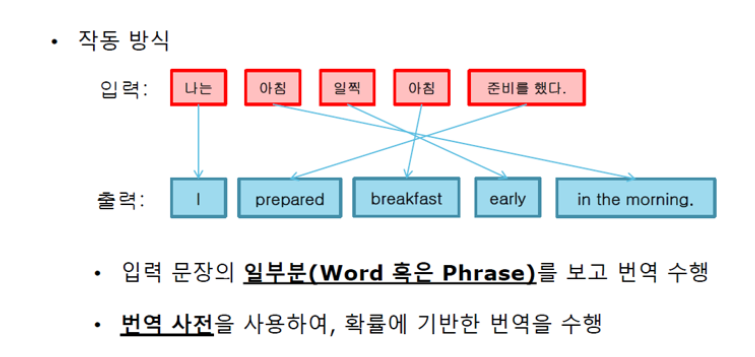 • 작동 방식
입력: 나는 아침 일찍 아침 준비를 했다.
출력: I prepared breakfast early in the morning.
• 입력 문장의 일부분(Word 혹은 Phrase)를 보고 번역 수행
• 번역 사전을 사용하여, 확률에 기반한 번역을 수행